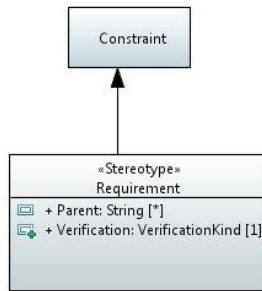 Constraint
«Stereotype»
Requirement
+ Parent: String [*]
+ Verification: VerificationKind [1]